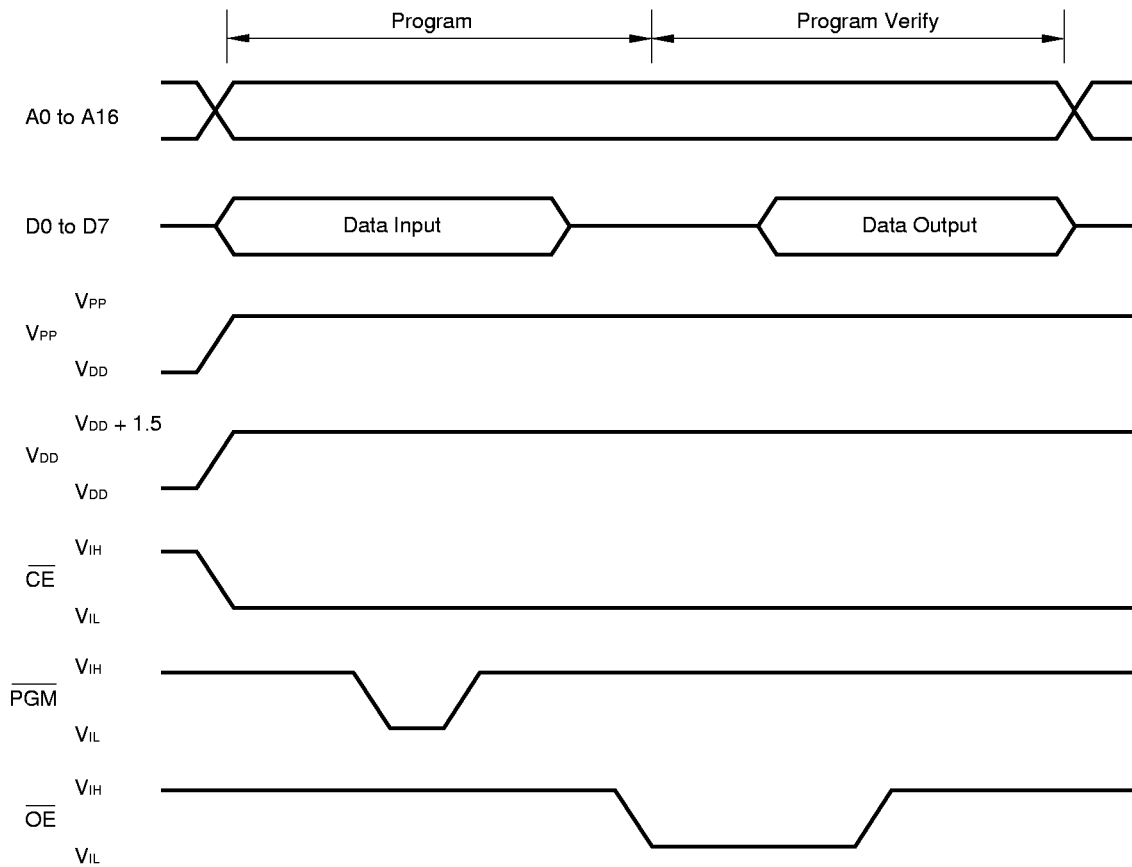 Program Program Verify
A0 to A16
D0 to D7 Data Input Data Output
VPP
VPP
VDD
VDD + 1.5
VDD
VDD
VIH
CE
VIL
VIH
PGM
VIL
VIH
OE
VIL